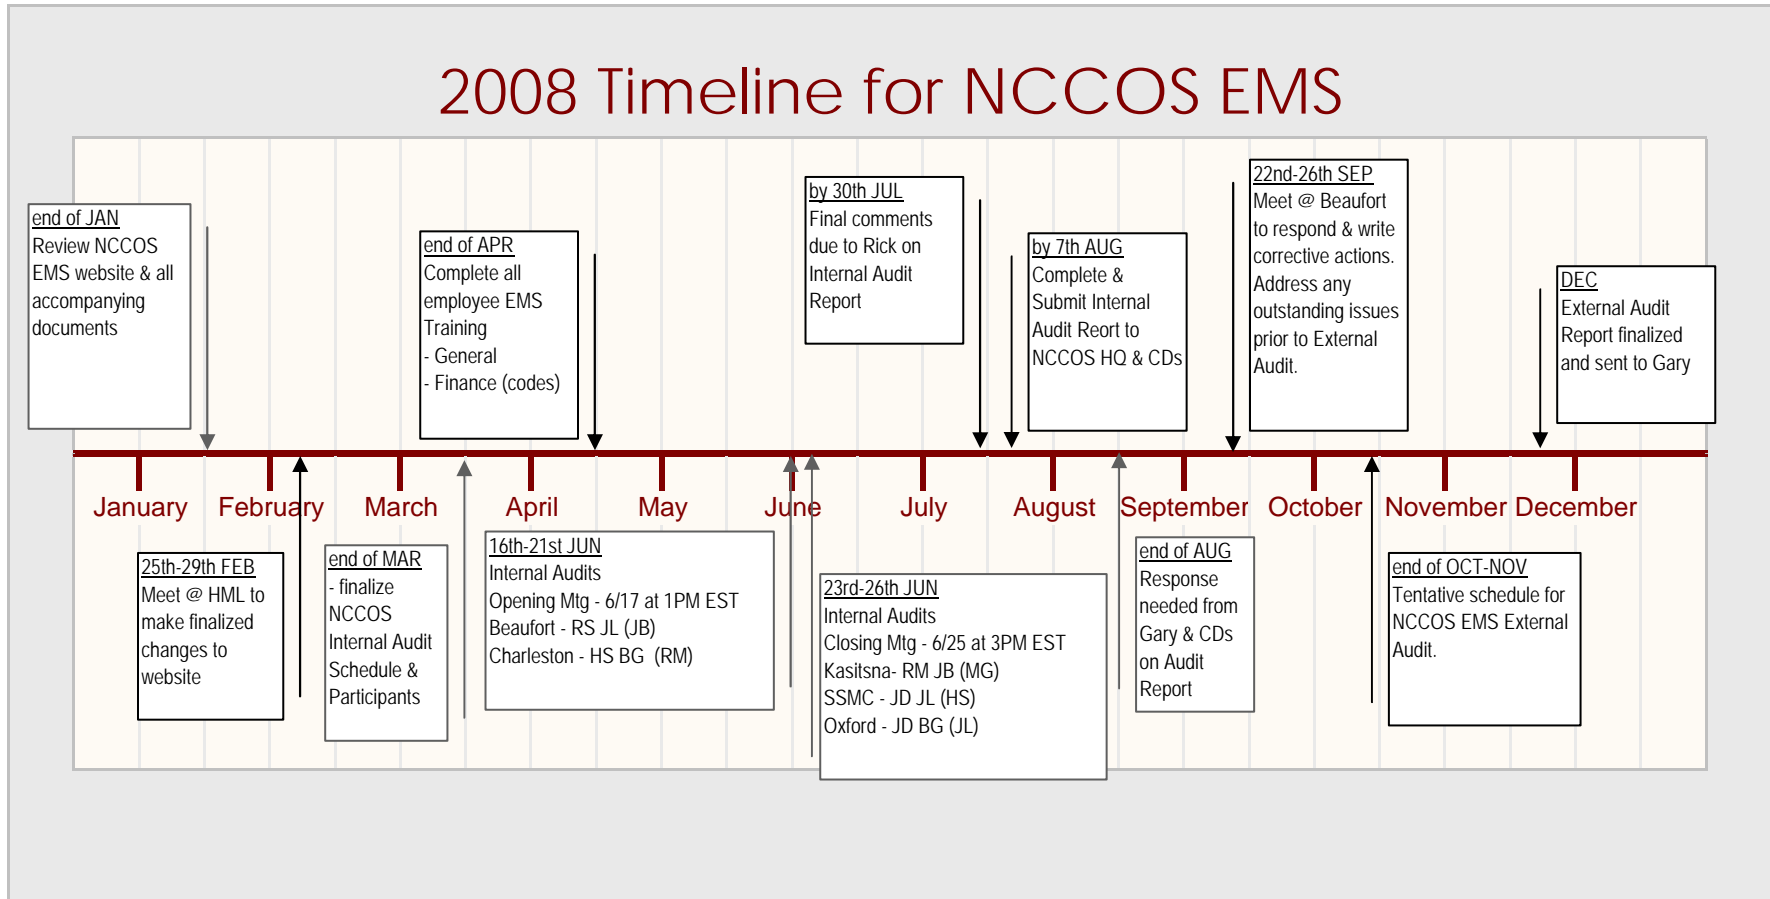 2008 Timeline for NCCOS EMS
end of JAN
Review NCCOS
EMS website & all
accompanying
documents
end of APR
Complete all
employee EMS
Training
- General
- Finance (codes)
by 30th JUL
Final comments
due to Rick on
Internal Audit
Report
by 7th AUG
Complete &
Submit Internal
Audit Reort to
NCCOS HQ & CDs
22nd-26th SEP
Meet @ Beaufort
to respond & write
corrective actions.
Address any
outstanding issues
prior to External
Audit.
DEC
External Audit
Report finalized
and sent to Gary
January
February
March
April
May
June
July
August
September
October
November
December
25th-29th FEB
Meet @ HML to
make finalized
changes to
website
end of MAR
- finalize
NCCOS
Internal Audit
Schedule &
Participants
16th-21st JUN
Internal Audits
Opening Mtg - 6/17 at 1PM EST
Beaufort - RS JL (JB)
Charleston - HS BG (RM)
23rd-26th JUN
Internal Audits
Closing Mtg - 6/25 at 3PM EST
Kasitsna- RM JB (MG)
SSMC - JD JL (HS)
Oxford - JD BG (JL)
end of AUG
Response
needed from
Gary & CDs
on Audit
Report
end of OCT-NOV
Tentative schedule for
NCCOS EMS External
Audit.